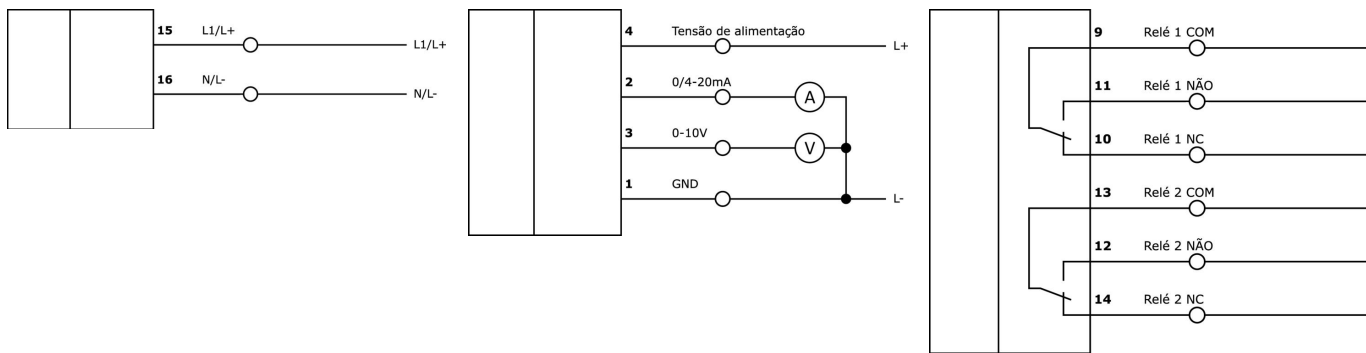 15 L1/L+
L1/L+
16 N/L-
N/L-
4 Tensão de alimentação
L+
2 0/4-20mA
A
3 0-10V
V
1 GND
L-
9 Relé 1 COM
11 Relé 1 NÃO
10 Relé 1 NC
13 Relé 2 COM
12 Relé 2 NÃO
14 Relé 2 NC